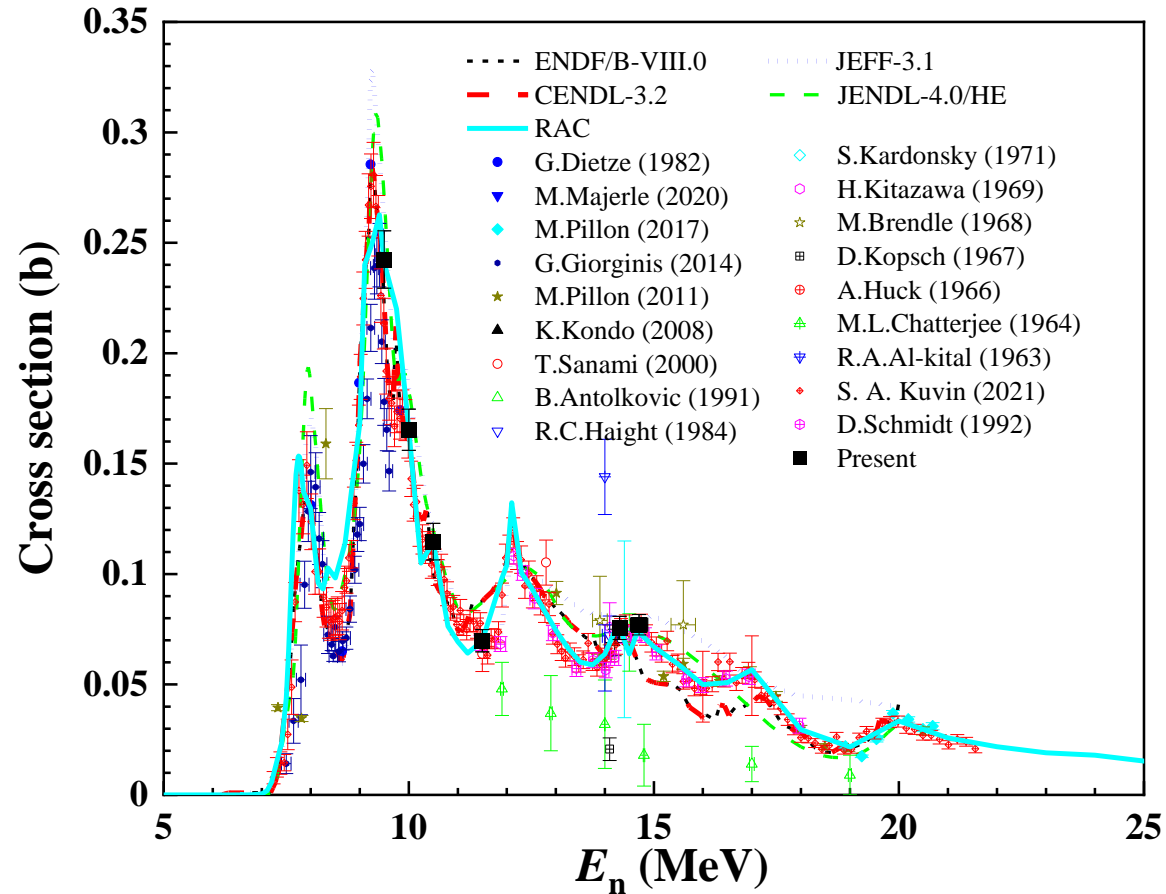 0.35
0.3
0.25
0.2
0.15
0.1
0.05
0
Cross section (b)
ENDF/B-VIII.0
CENDL-3.2
RAC
G.Dietze (1982)
M.Majerle (2020)
M.Pillon (2017)
G.Giorginis (2014)
M.Pillon (2011)
K.Kondo (2008)
T.Sanami (2000)
B.Antolkovic (1991)
R.C.Haight (1984)
JEFF-3.1
JENDL-4.0/HE
S.Kardonsky (1971)
H.Kitazawa (1969)
M.Brendle (1968)
D.Kopsch (1967)
A.Huck (1966)
M.L.Chatterjee (1964)
R.A.Al-kital (1963)
S. A. Kuvin (2021)
D.Schmidt (1992)
Present
5 10 15 20 25
En (MeV)